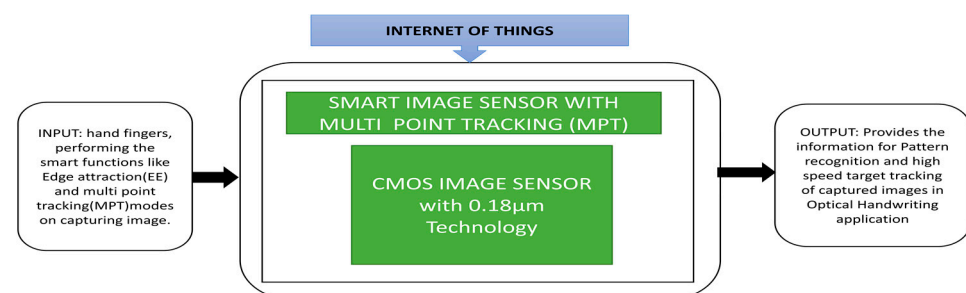 INTERNET OF THINGS
SMART IMAGE SENSOR WITH
MULTI POINT TRACKING (MPT)
INPUT: hand fingers,
performing the
smart functions like
Edge attraction(EE)
and multi point
tracking(MPT)modes
on capturing image.
CMOS IMAGE SENSOR
with 0.18μm
Technology
OUTPUT: Provides the
information for Pattern
recognition and high
speed target tracking
of captured images in
Optical Handwriting
application